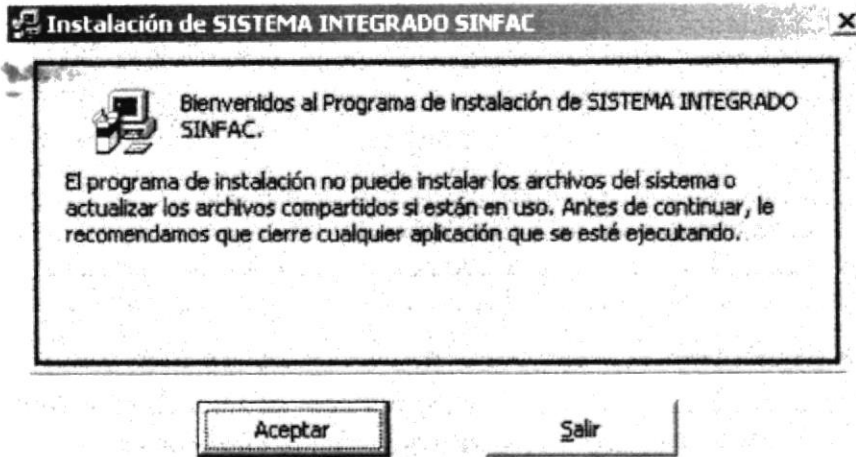 Instalación de SISTEMA INTEGRADO SINFAC
Bienvenidos al Programa de instalación de SISTEMA INTEGRADO
SINFAC.
El programa de instalación no puede instalar los archivos del sistema o
actualizar los archivos compartidos si están en uso. Antes de continuar, le
recomendamos que cierre cualquier aplicación que se esté ejecutando.
Aceptar
Salir